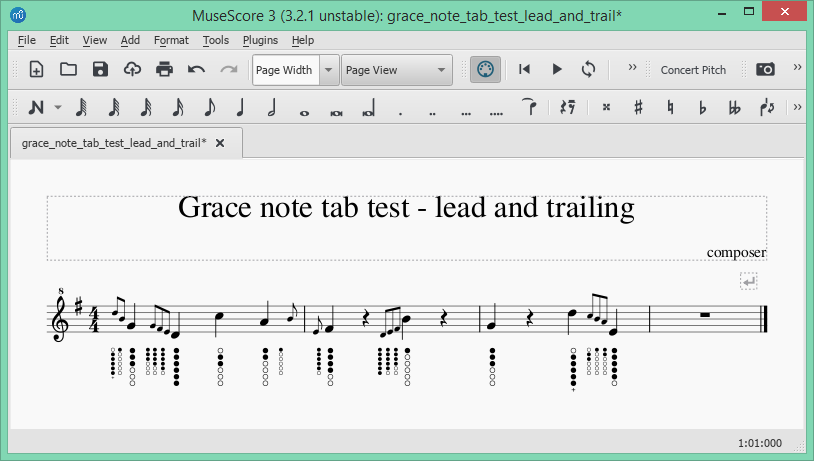 MuseScore 3 (3.2.1 unstable): grace_note_tab_test_lead_and_trail*
File Edit View Add Format Tools Plugins Help
Page Width Page View Concert Pitch
grace_note_tab_test_lead_and_trail*
Grace note tab test - lead and trailing
composer
8
4
4
1:01:000